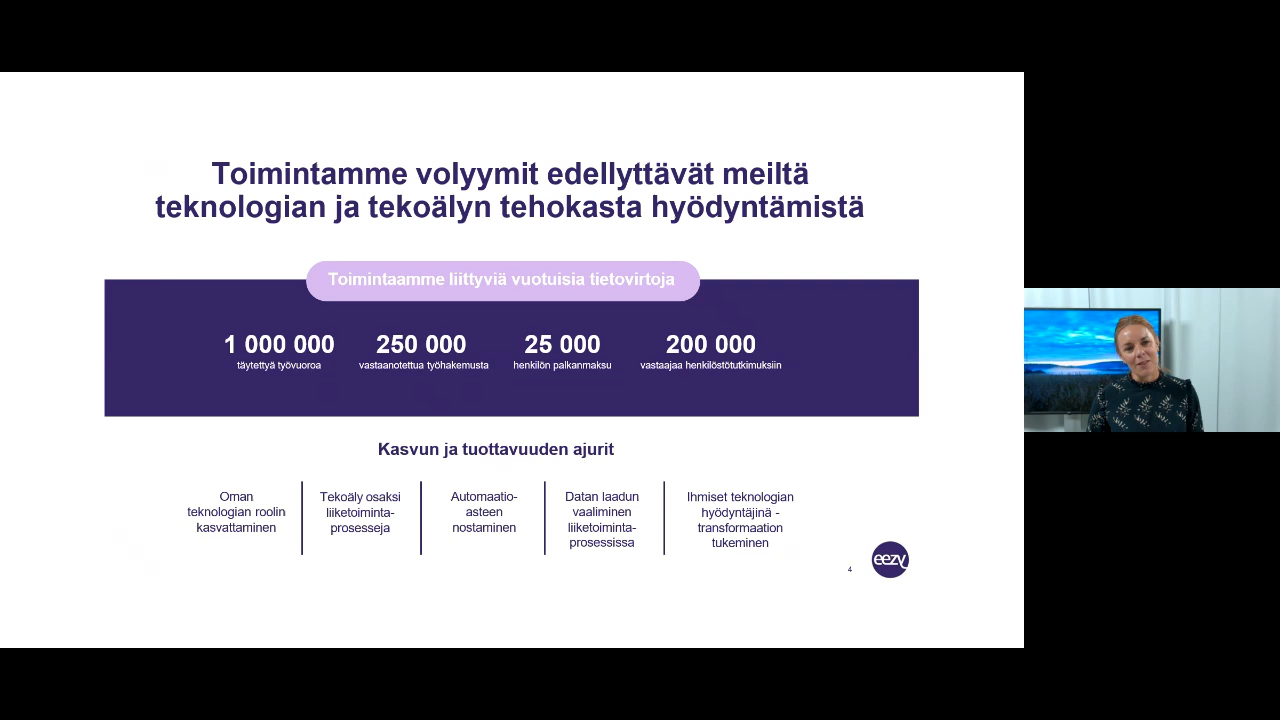 Toimintamme volyymit edellyttävät meiltä
teknologian ja tekoälyn tehokasta hyödyntämistä
Toimintaamme liittyviä vuotuisia tietovirtoja
1 000 000
täytettyä työvuoroa
250 000
vastaanotettua työhakemusta
25 000
henkilön palkanmaksu
200 000
vastaajaa henkilöstötutkimuksiin
Kasvun ja tuottavuuden ajurit
Oman
teknologian roolin
kasvattaminen
Tekoäly osaksi
liiketoiminta-
prosesseja
Automaatio-
asteen
nostaminen
Datan laadun
vaaliminen
liiketoiminta-
prosessissa
Ihmiset teknologian
hyödyntäjinä -
transformaation
tukeminen
4
eezy